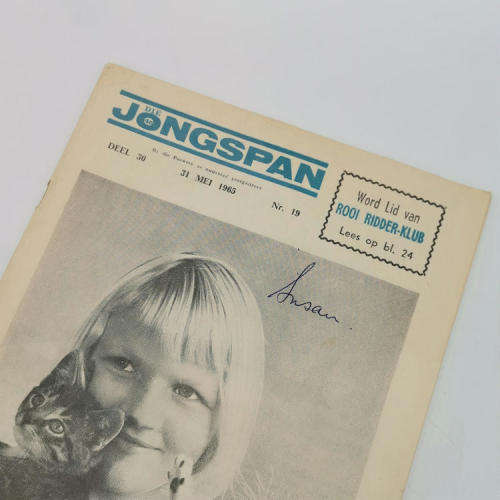 DIE
JONGSPAN
DEEL 30
31 MEI 1965
Nr. 19
Word Lid van
ROOI RIDDER-KLUB
Lees op bl. 24
Susan.